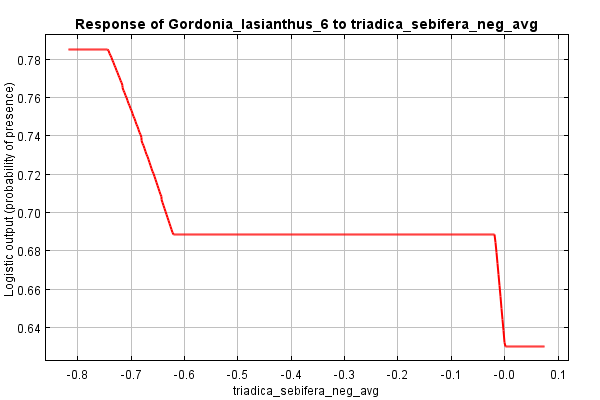 Response of Gordonia_lasianthus_6 to triadica_sebifera_neg_avg
Logistic output (probability of presence)
0.78
0.76
0.74
0.72
0.70
0.68
0.66
0.64
-0.8 -0.7 -0.6 -0.5 -0.4 -0.3 -0.2 -0.1 -0.0 0.1
triadica_sebifera_neg_avg